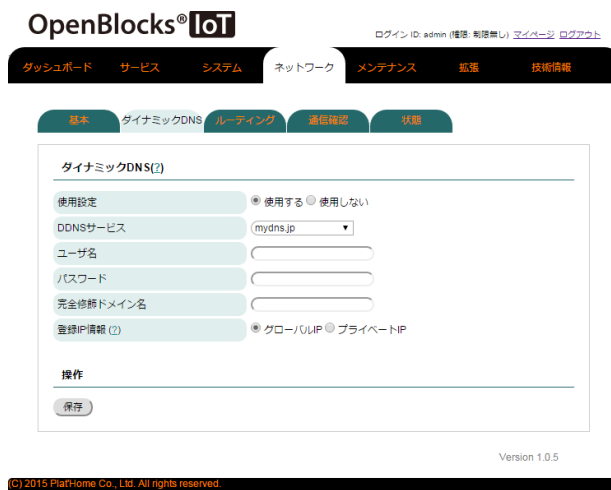 OpenBlocks® IoT
ログイン ID: admin (権限: 制限無し) マイページ ログアウト
ダッシュボード サービス システム ネットワーク メンテナンス 拡張 技術情報
基本 ダイナミックDNS ルーティング 通信確認 状態
ダイナミックDNS(?)
使用設定 使用する 使用しない
DDNSサービス mydns.jp
ユーザ名
パスワード
完全修飾ドメイン名
登録IP情報 (?) グローバルIP プライベートIP
操作
保存
Version 1.0.5
(C) 2015 Plat'Home Co., Ltd. All rights reserved.